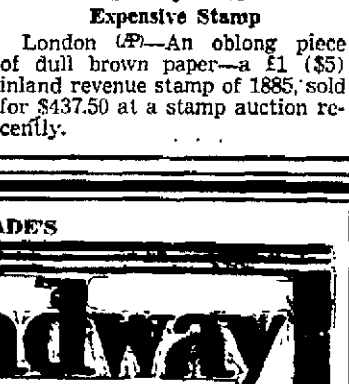 Expensive Stamp
London (AP)—An oblong piece
of dull brown paper—a £1 ($5)
inland revenue stamp of 1885, sold
for $437.50 at a stamp auction re-
cently.
ADE'S
dway